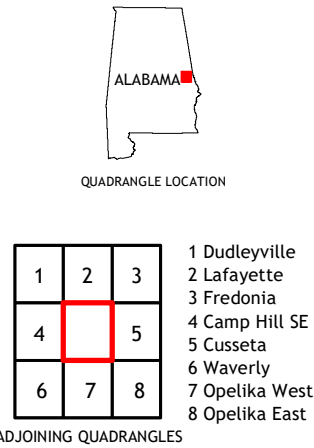 ALABAMA
QUADRANGLE LOCATION
1 2 3
4 5
6 7 8
1 Dudleyville
2 Lafayette
3 Fredonia
4 Camp Hill SE
5 Cusseta
6 Waverly
7 Opelika West
8 Opelika East
ADJOINING QUADRANGLES